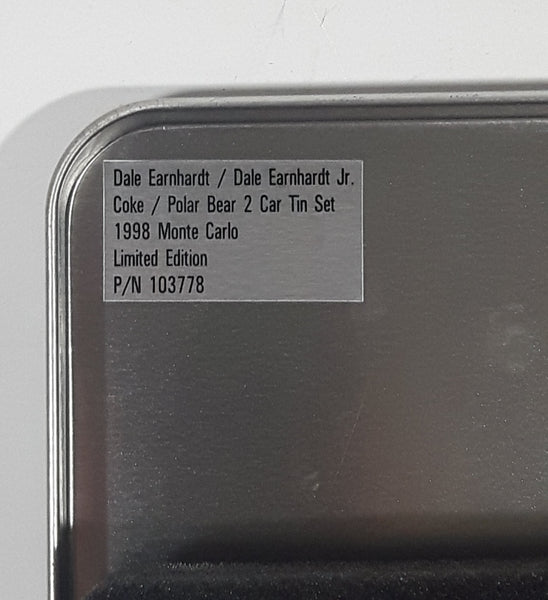 Dale Earnhardt / Dale Earnhardt Jr.
Coke / Polar Bear 2 Car Tin Set
1998 Monte Carlo
Limited Edition
P/N 103778